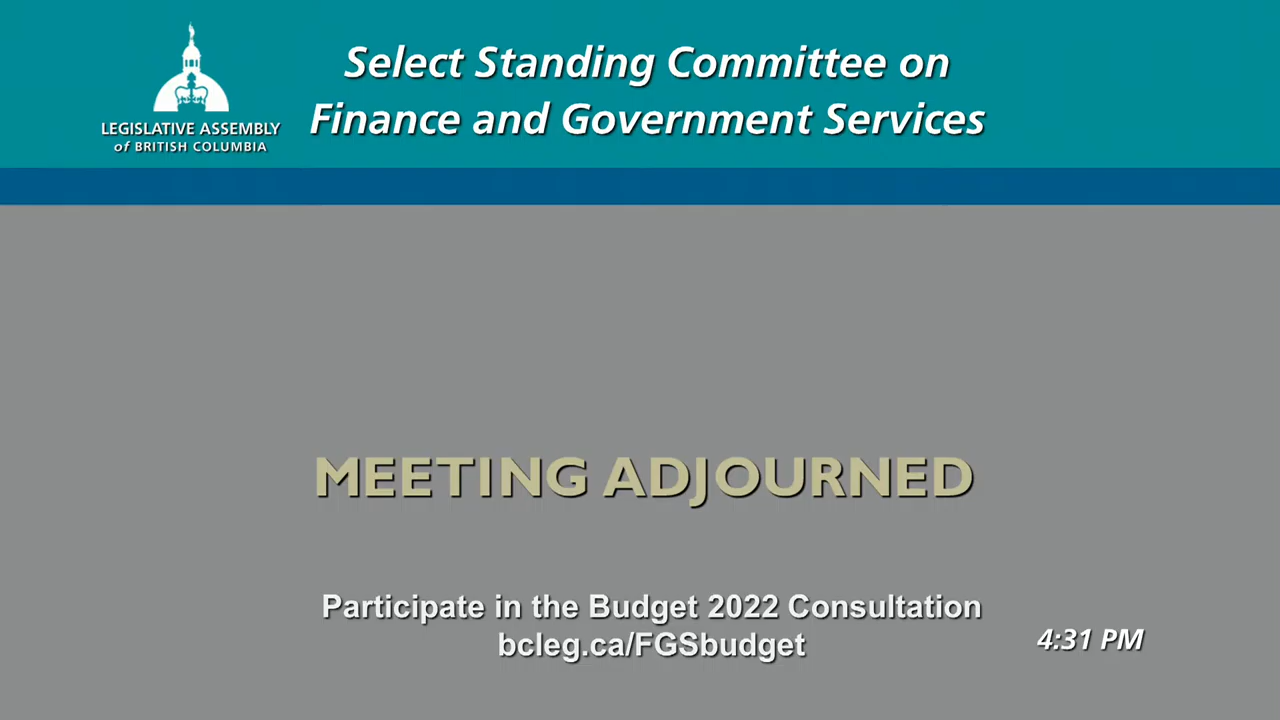 LEGISLATIVE ASSEMBLY
of BRITISH COLUMBIA
Select Standing Committee on
Finance and Government Services
MEETING ADJOURNED
Participate in the Budget 2022 Consultation
bcleg.ca/FGSbudget
4:31 PM